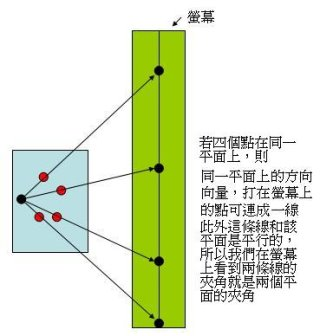 螢幕
若四個點在同一
平面上，則
同一平面上的方向
向量，打在螢幕上
的點可連成一線
此外這條線和該
平面是平行的，
所以我們在螢幕
上看到兩條線的
夾角就是兩個平
面的夾角